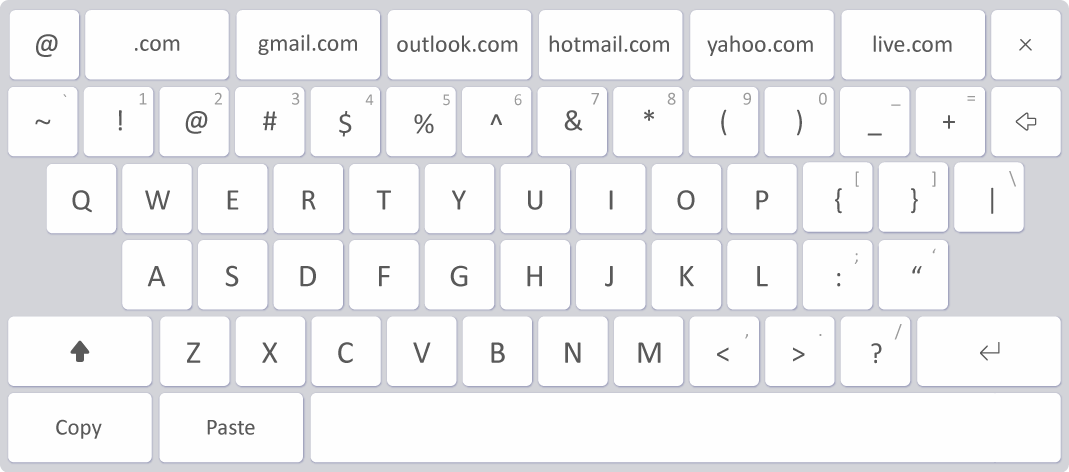 @ .com gmail.com outlook.com hotmail.com yahoo.com live.com ×
~ ` ! 1 @ 2 # 3 $ 4 % 5 ^ 6 & 7 * 8 ( 9 ) 0 _ _ + =
Q W E R T Y U I O P { [ } ] | \
A S D F G H J K L : ; “ ‘
Z X C V B N M < , > . ? /
Copy Paste